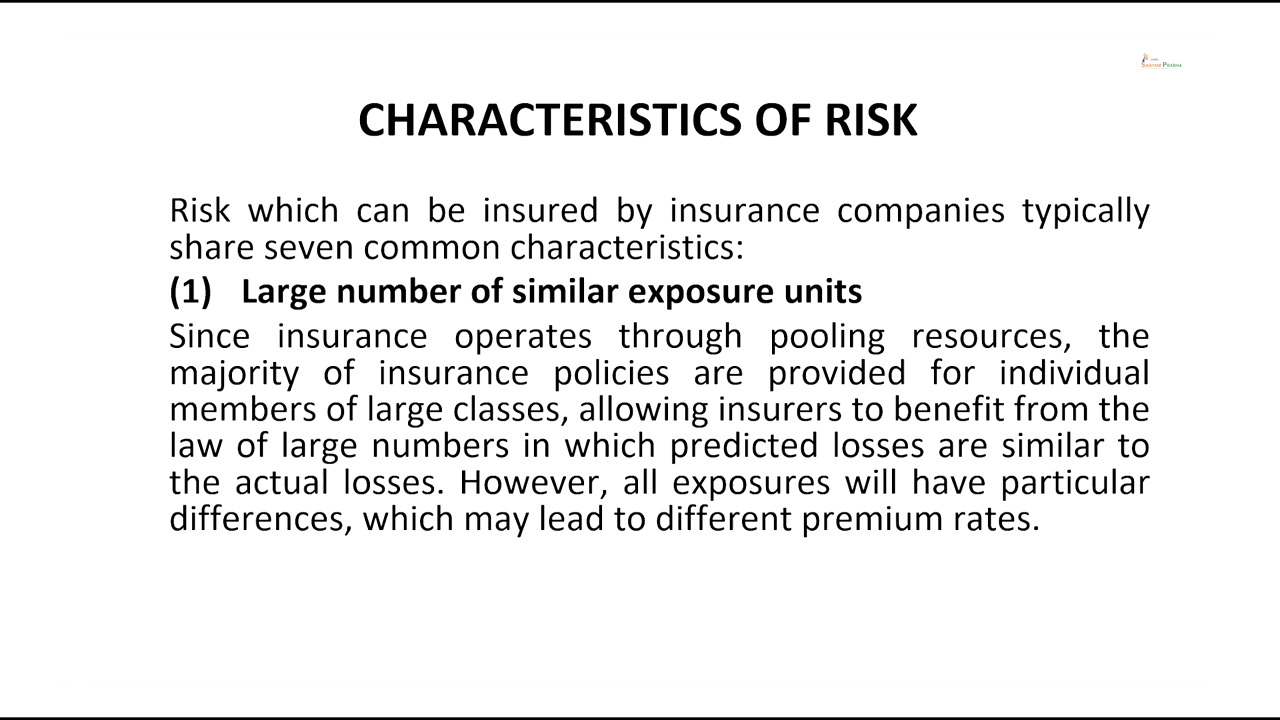 SWAYAM PRABHA
CHARACTERISTICS OF RISK
Risk which can be insured by insurance companies typically
share seven common characteristics:
(1) Large number of similar exposure units
Since insurance operates through pooling resources, the
majority of insurance policies are provided for individual
members of large classes, allowing insurers to benefit from the
law of large numbers in which predicted losses are similar to
the actual losses. However, all exposures will have particular
differences, which may lead to different premium rates.